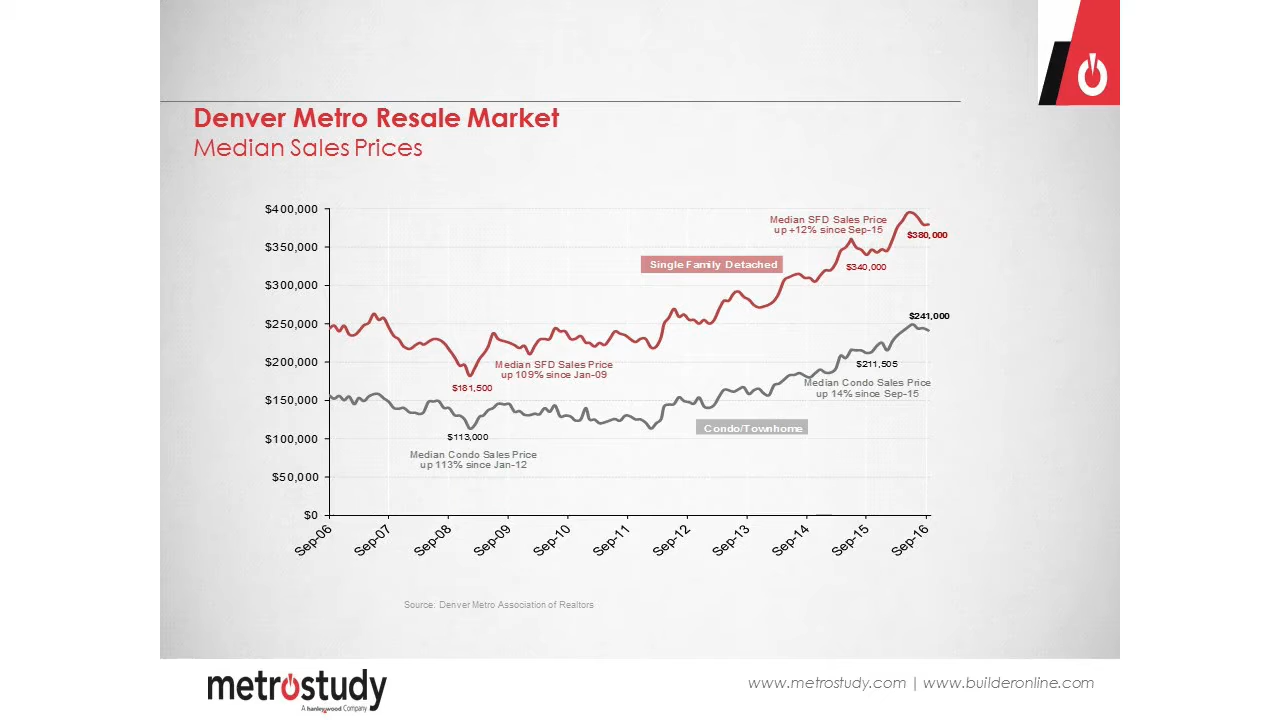 Denver Metro Resale Market
Median Sales Prices
$400,000
$350,000
$300,000
$250,000
$200,000
$150,000
$100,000
$50,000
$0
Median SFD Sales Price
up +12% since Sep-15
$380,000
Single Family Detached
$340,000
$241,000
Median SFD Sales Price
up 109% since Jan-09
$181,500
$211,505
Median Condo Sales Price
up 14% since Sep-15
Condo/Townhome
$113,000
Median Condo Sales Price
up 113% since Jan-12
Sep-06
Sep-07
Sep-08
Sep-09
Sep-10
Sep-11
Sep-12
Sep-13
Sep-14
Sep-15
Sep-16
Source: Denver Metro Association of Realtors
metrostudy
A hanleywood Company
www.metrostudy.com | www.builderonline.com